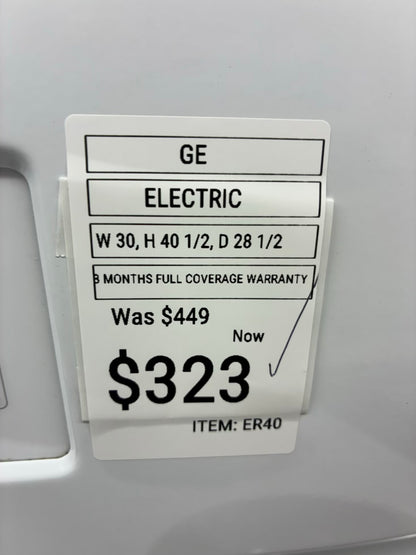 GE
ELECTRIC
W 30, H 40 1/2, D 28 1/2
3 MONTHS FULL COVERAGE WARRANTY
Was $449
Now
$323
ITEM: ER40